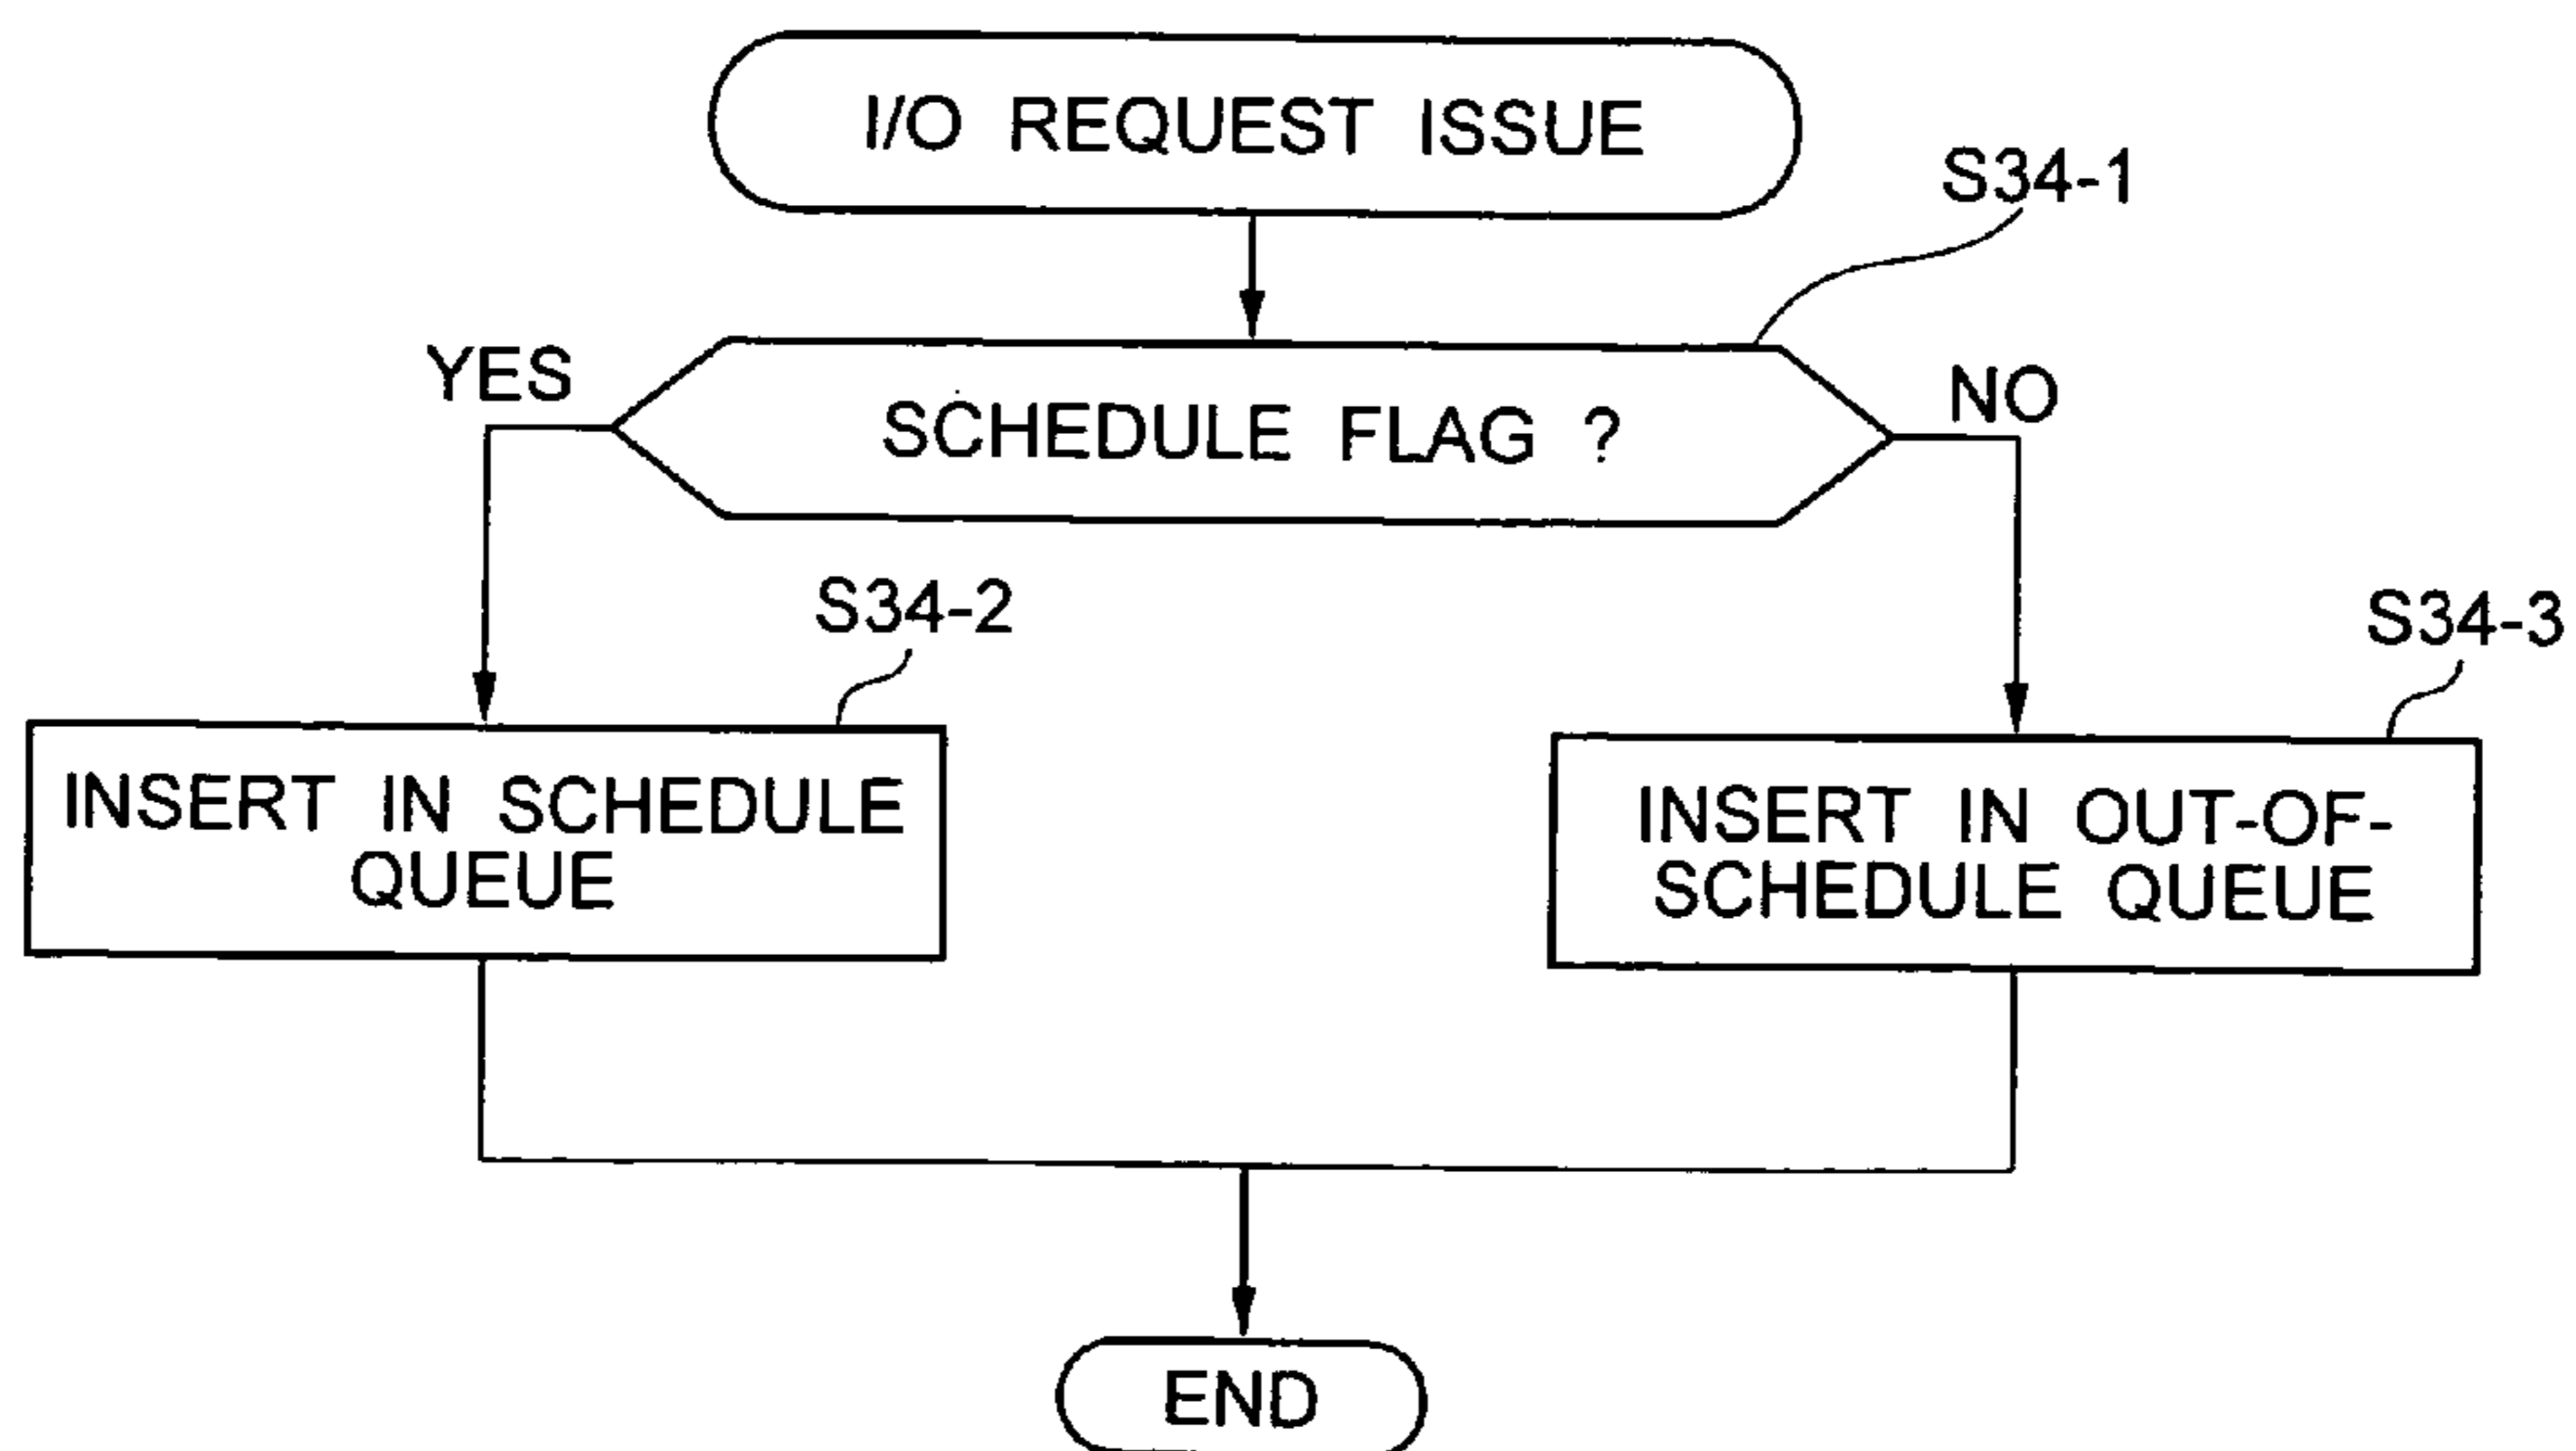 I/O REQUEST ISSUE
S34-1
YES
NO
SCHEDULE FLAG ?
S34-2
S34-3
INSERT IN SCHEDULE
QUEUE
INSERT IN OUT-OF-
SCHEDULE QUEUE
END